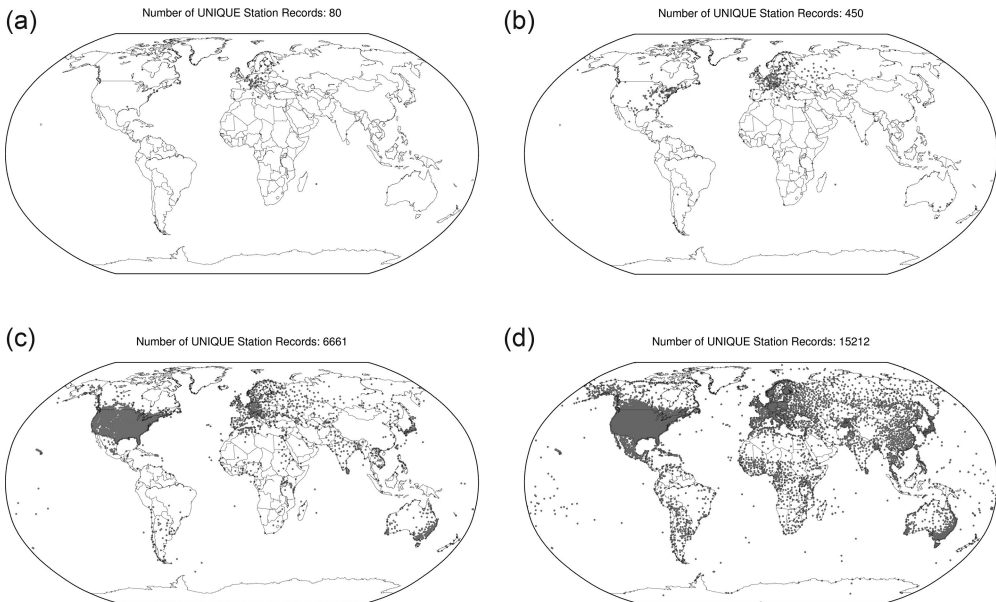 (a)
Number of UNIQUE Station Records: 80
(b)
Number of UNIQUE Station Records: 450
(c)
Number of UNIQUE Station Records: 6661
(d)
Number of UNIQUE Station Records: 15212